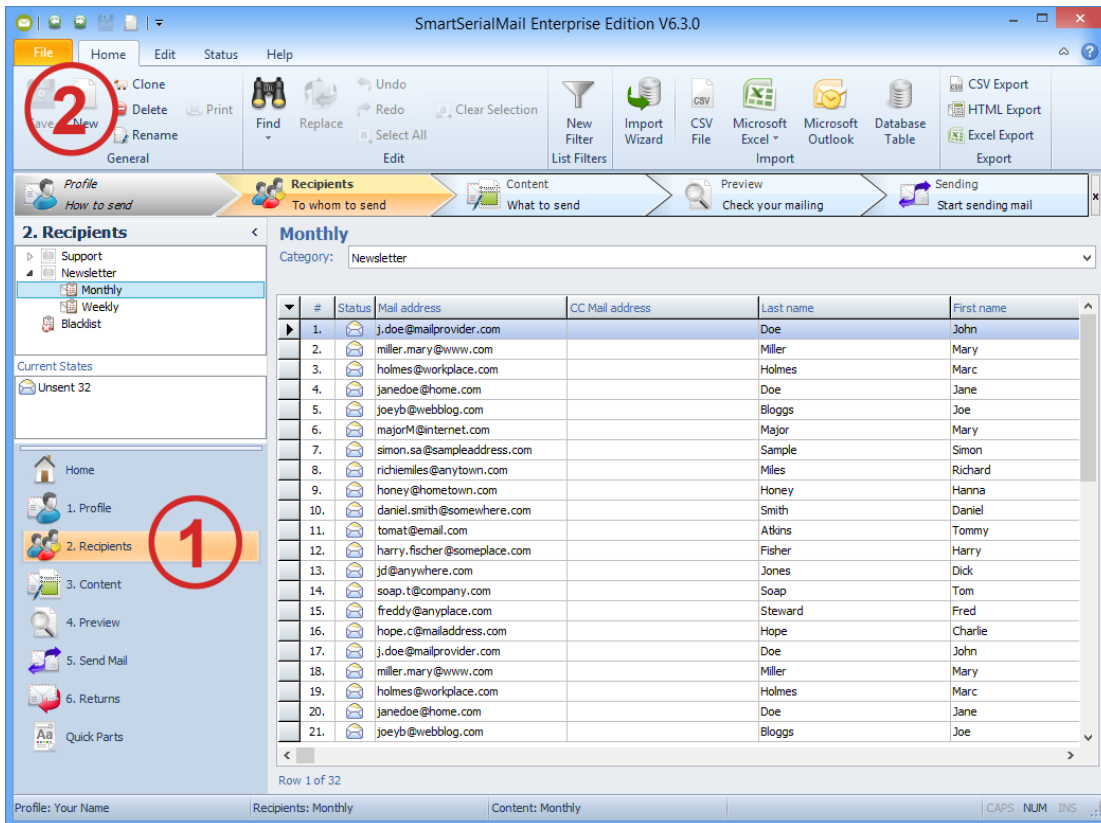 SmartSerialMail Enterprise Edition V6.3.0
File Home Edit Status Help
Save New Clone Delete Rename Print
General
Find Replace Undo Redo Select All Clear Selection
Edit
New Filter
List Filters
Import Wizard CSV File Microsoft Excel Microsoft Outlook Database Table
Import
CSV Export HTML Export Excel Export
Export
2
Profile How to send
Recipients To whom to send
Content What to send
Preview Check your mailing
Sending Start sending mail
2. Recipients
Support
Newsletter
Monthly
Weekly
Blacklist
Current States
Unsent 32
Home
1. Profile
2. Recipients
1
3. Content
4. Preview
5. Send Mail
6. Returns
Quick Parts
Monthly
Category: Newsletter
# Status Mail address CC Mail address Last name First name
1. j.doe@mailprovider.com Doe John
2. miller.mary@www.com Miller Mary
3. holmes@workplace.com Holmes Marc
4. janedoe@home.com Doe Jane
5. joeyb@webblog.com Bloggs Joe
6. majorM@internet.com Major Mary
7. simon.sa@sampleaddress.com Sample Simon
8. richiemiles@anytown.com Miles Richard
9. honey@hometown.com Honey Hanna
10. daniel.smith@somewhere.com Smith Daniel
11. tomat@email.com Atkins Tommy
12. harry.fischer@someplace.com Fisher Harry
13. jd@anywhere.com Jones Dick
14. soap.t@company.com Soap Tom
15. freddy@anyplace.com Steward Fred
16. hope.c@mailaddress.com Hope Charlie
17. j.doe@mailprovider.com Doe John
18. miller.mary@www.com Miller Mary
19. holmes@workplace.com Holmes Marc
20. janedoe@home.com Doe Jane
21. joeyb@webblog.com Bloggs Joe
Row 1 of 32
Profile: Your Name Recipients: Monthly Content: Monthly CAPS NUM INS